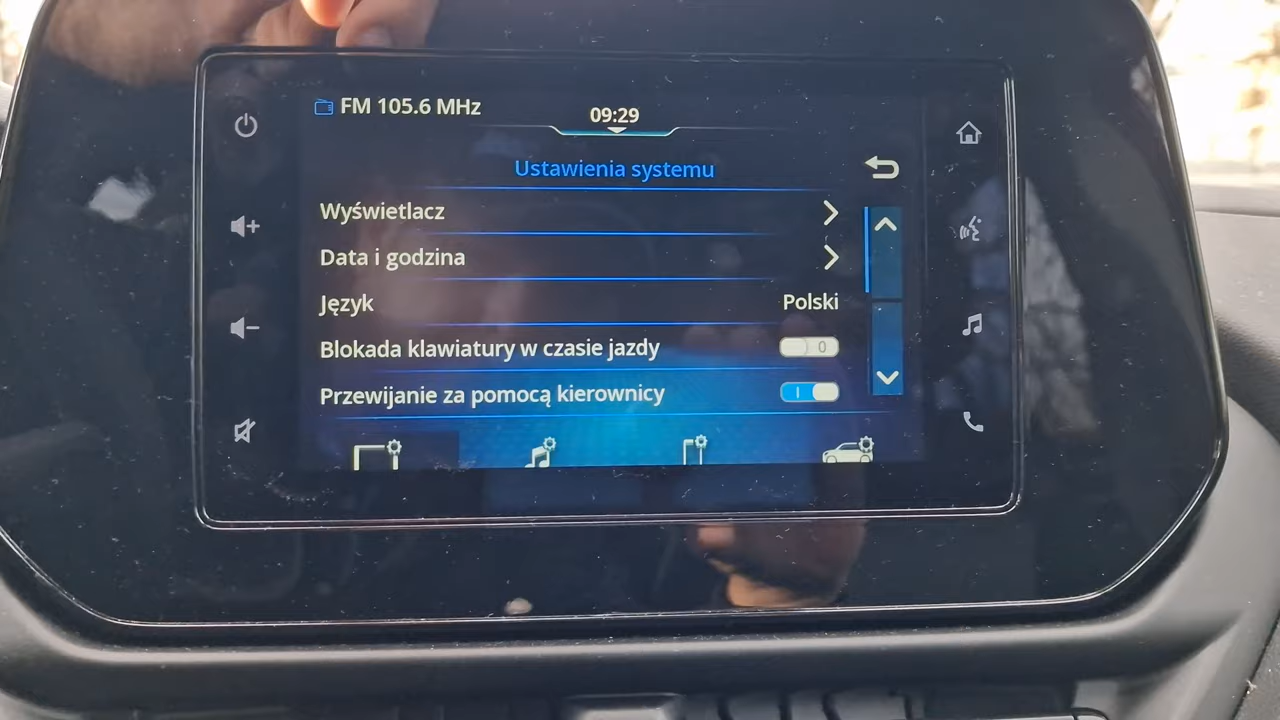 FM 105.6 MHz
09:29
Ustawienia systemu
Wyświetlacz
Data i godzina
Język Polski
Blokada klawiatury w czasie jazdy 0
Przewijanie za pomocą kierownicy I